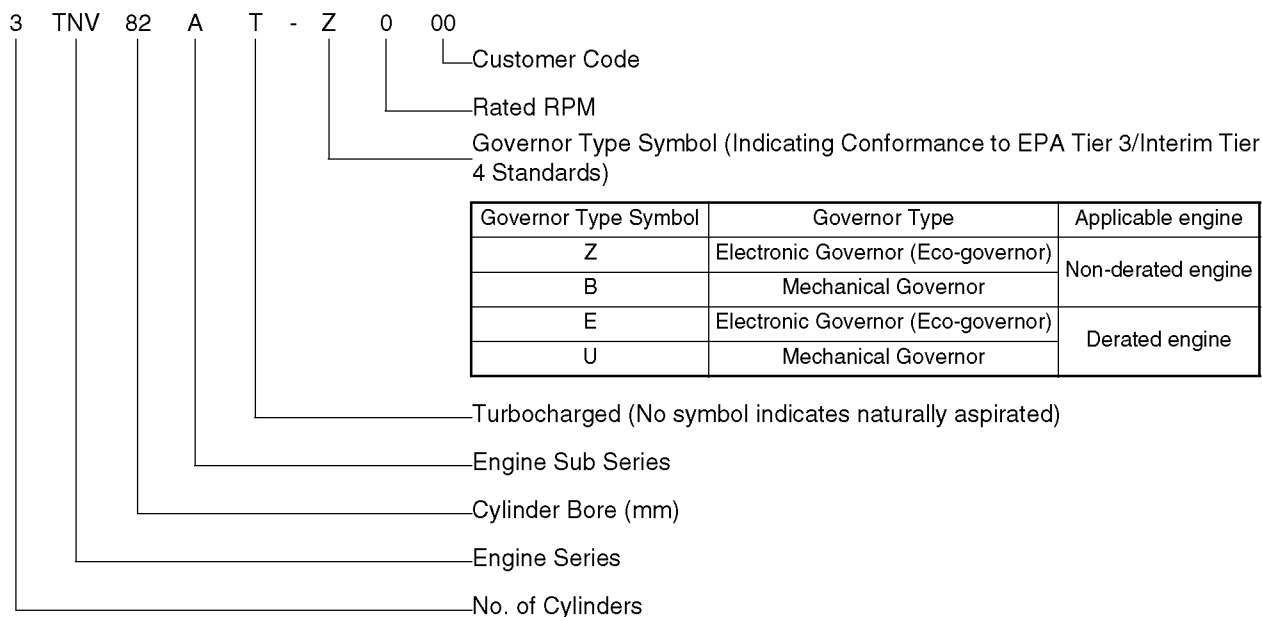 3 TNV 82 A T - Z 0 00
Customer Code
Rated RPM
Governor Type Symbol (Indicating Conformance to EPA Tier 3/Interim Tier
4 Standards)
Governor Type Symbol Governor Type Applicable engine
Z Electronic Governor (Eco-governor) Non-derated engine
B Mechanical Governor
E Electronic Governor (Eco-governor) Derated engine
U Mechanical Governor
Turbocharged (No symbol indicates naturally aspirated)
Engine Sub Series
Cylinder Bore (mm)
Engine Series
No. of Cylinders